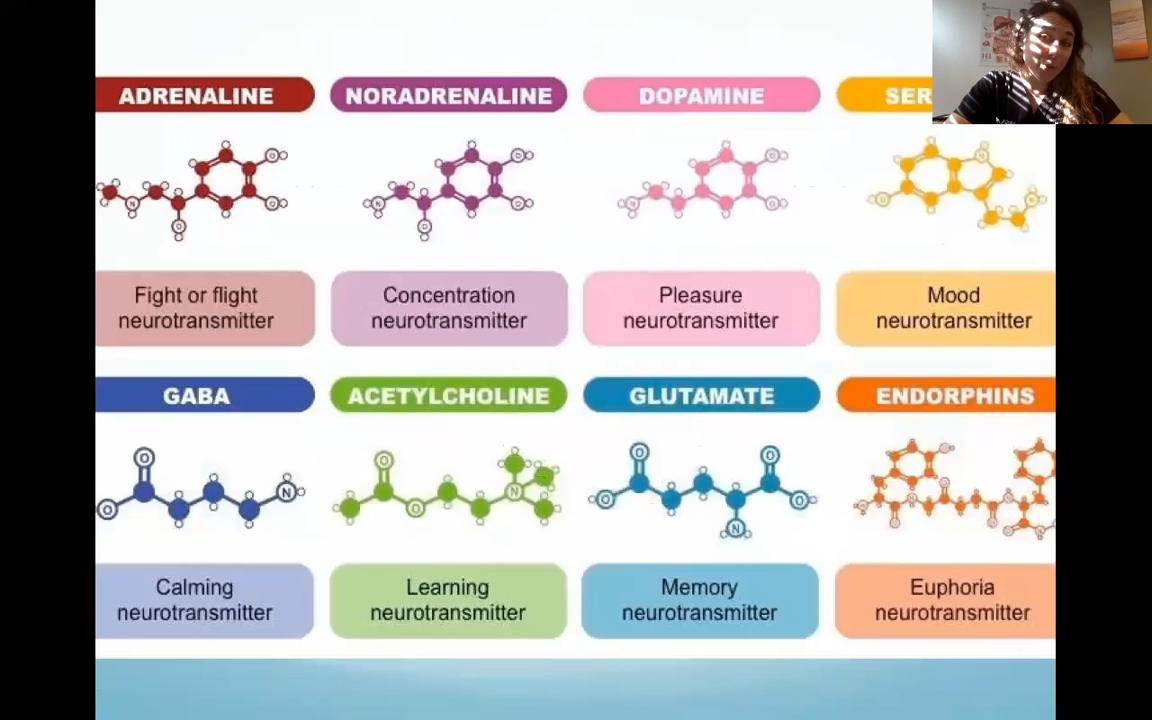 ADRENALINE
NORADRENALINE
DOPAMINE
SER
Fight or flight
neurotransmitter
Concentration
neurotransmitter
Pleasure
neurotransmitter
Mood
neurotransmitter
GABA
ACETYLCHOLINE
GLUTAMATE
ENDORPHINS
Calming
neurotransmitter
Learning
neurotransmitter
Memory
neurotransmitter
Euphoria
neurotransmitter